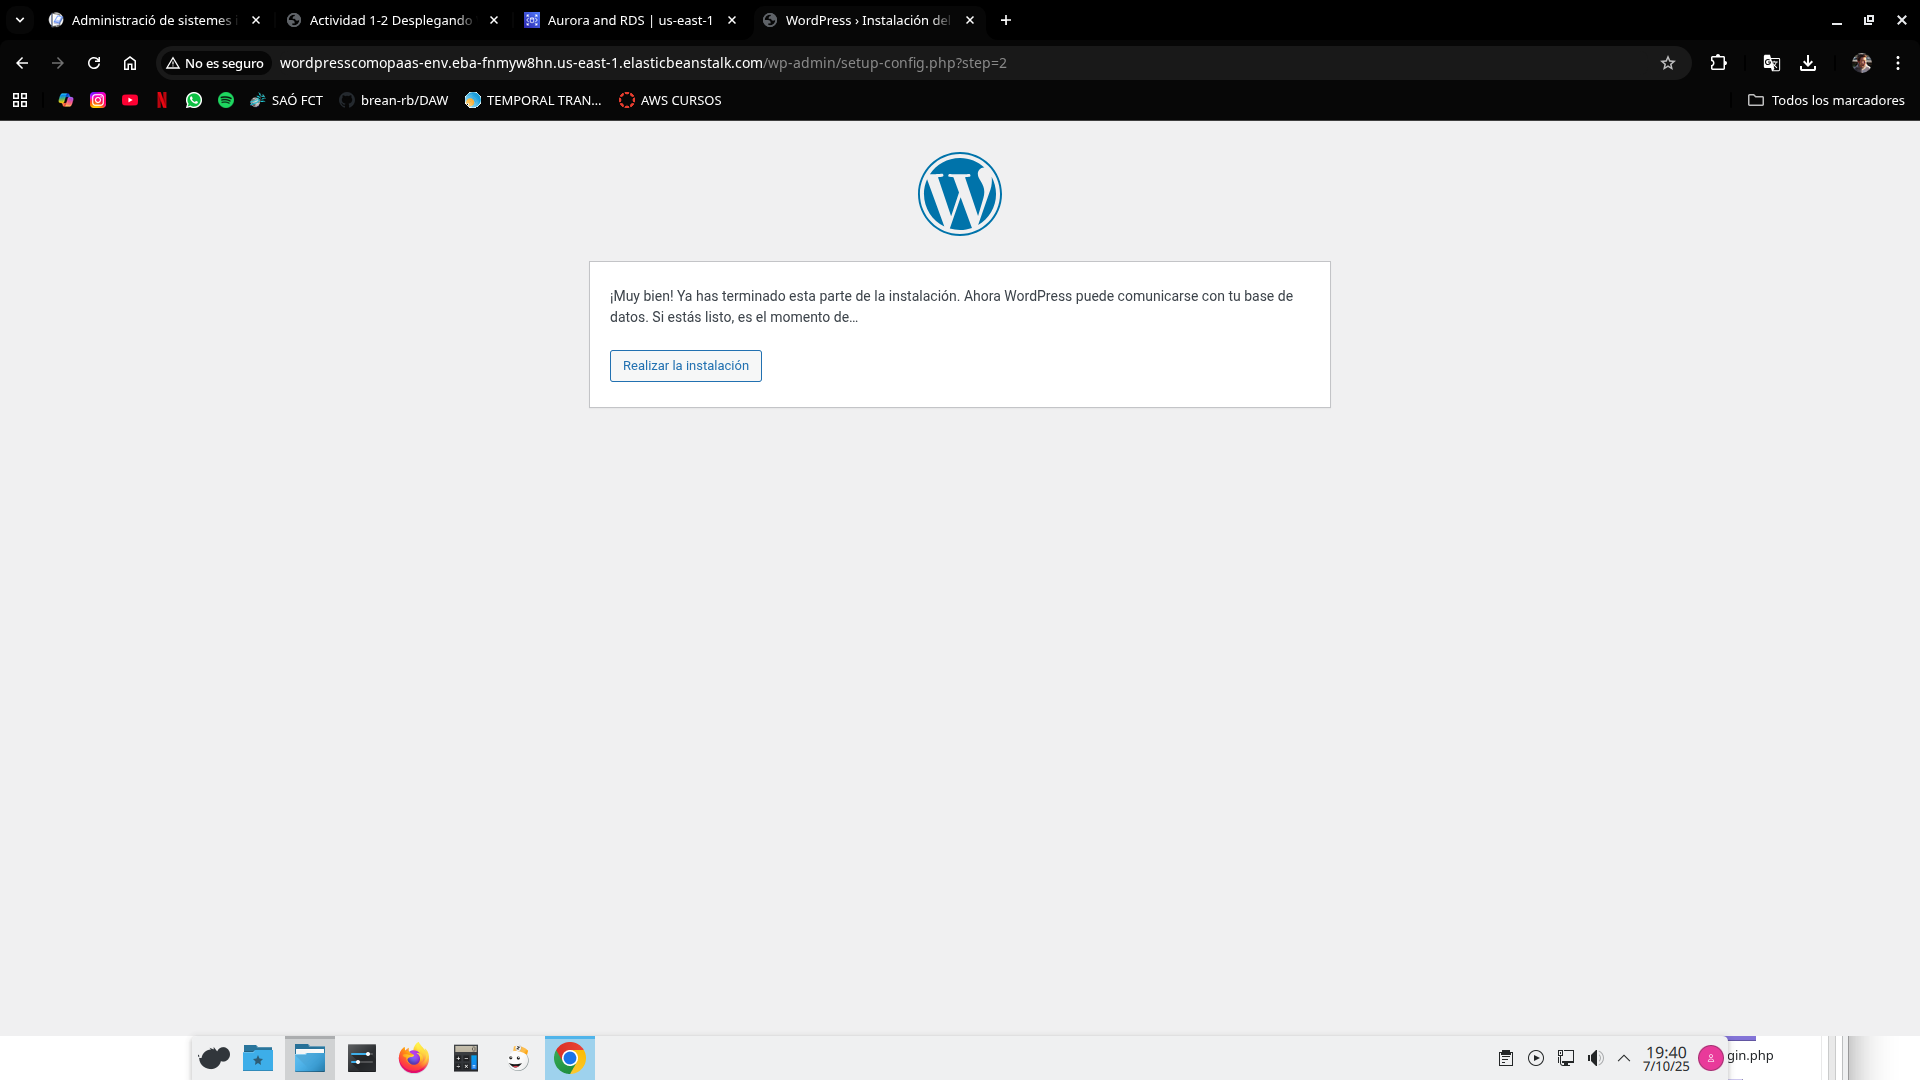 Administració de sistemes i
Actividad 1-2 Desplegando
Aurora and RDS | us-east-1
WordPress › Instalación del
No es seguro
wordpresscomopaas-env.eba-fnmyw8hn.us-east-1.elasticbeanstalk.com/wp-admin/setup-config.php?step=2
SAÓ FCT
brean-rb/DAW
TEMPORAL TRAN...
AWS CURSOS
Todos los marcadores
¡Muy bien! Ya has terminado esta parte de la instalación. Ahora WordPress puede comunicarse con tu base de
datos. Si estás listo, es el momento de…
Realizar la instalación
19:40
7/10/25
gin.php